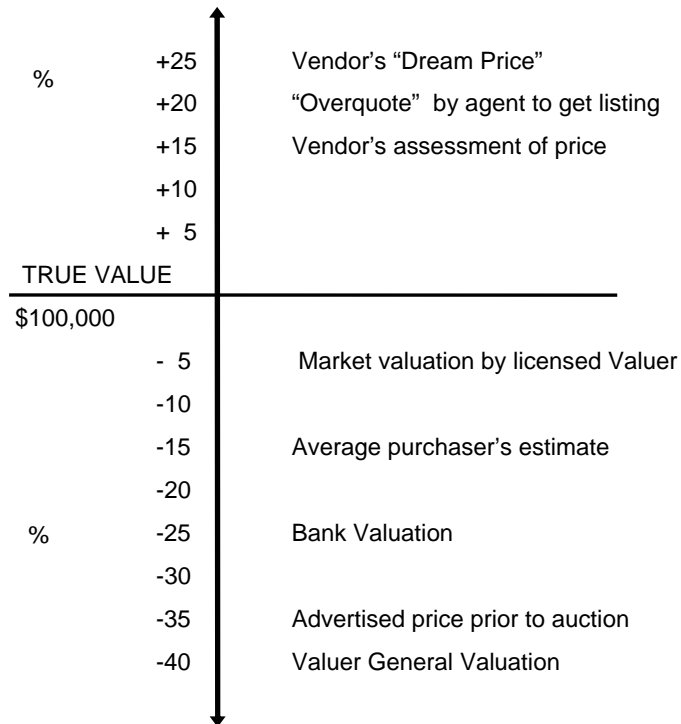 +25 Vendor’s “Dream Price”
%
+20 “Overquote” by agent to get listing
+15 Vendor’s assessment of price
+10
+ 5
TRUE VALUE
$100,000
- 5 Market valuation by licensed Valuer
-10
-15 Average purchaser’s estimate
-20
% -25 Bank Valuation
-30
-35 Advertised price prior to auction
-40 Valuer General Valuation